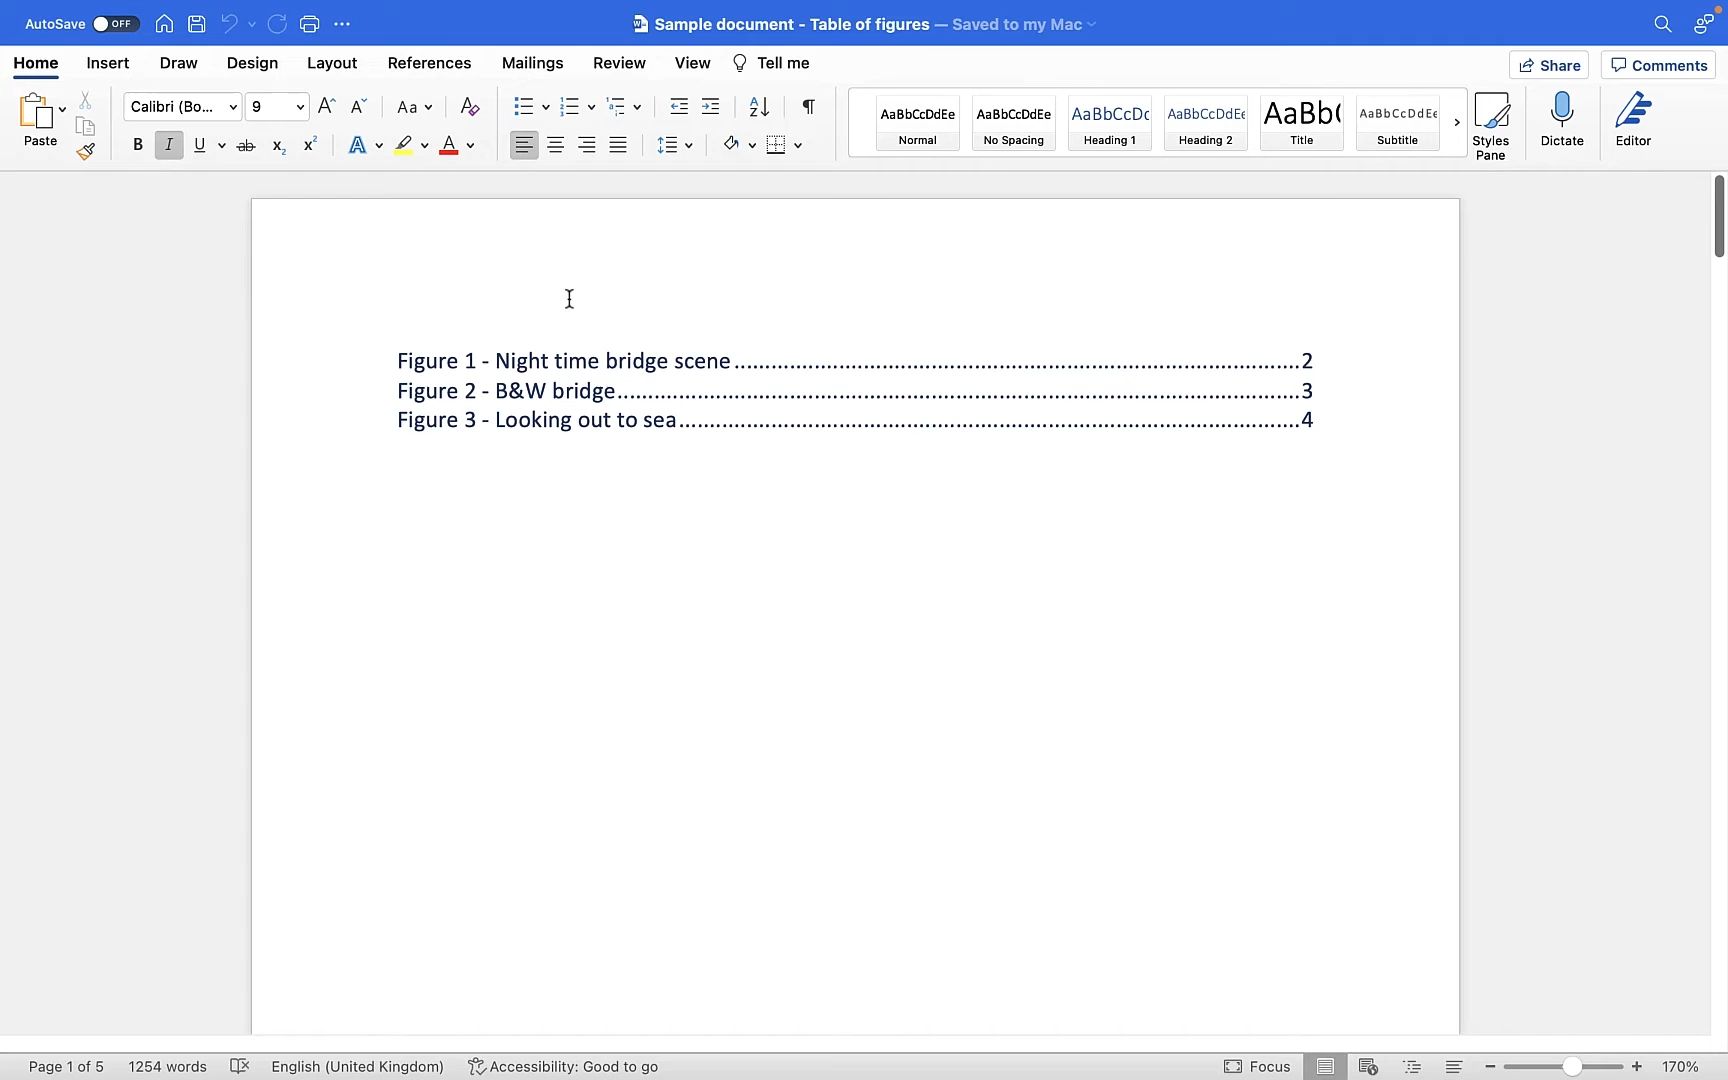 AutoSave OFF Sample document - Table of figures — Saved to my Mac
Home Insert Draw Design Layout References Mailings Review View Tell me Share Comments
Paste Calibri (Bo... 9 Aa
AaBbCcDdEe AaBbCcDdEe AaBbCcDc AaBbCcDdEe AaBb( AaBbCcDdEe
Normal No Spacing Heading 1 Heading 2 Title Subtitle
Styles Pane Dictate Editor
Figure 1 - Night time bridge scene 2
Figure 2 - B&W bridge 3
Figure 3 - Looking out to sea 4
Page 1 of 5 1254 words English (United Kingdom) Accessibility: Good to go Focus 170%